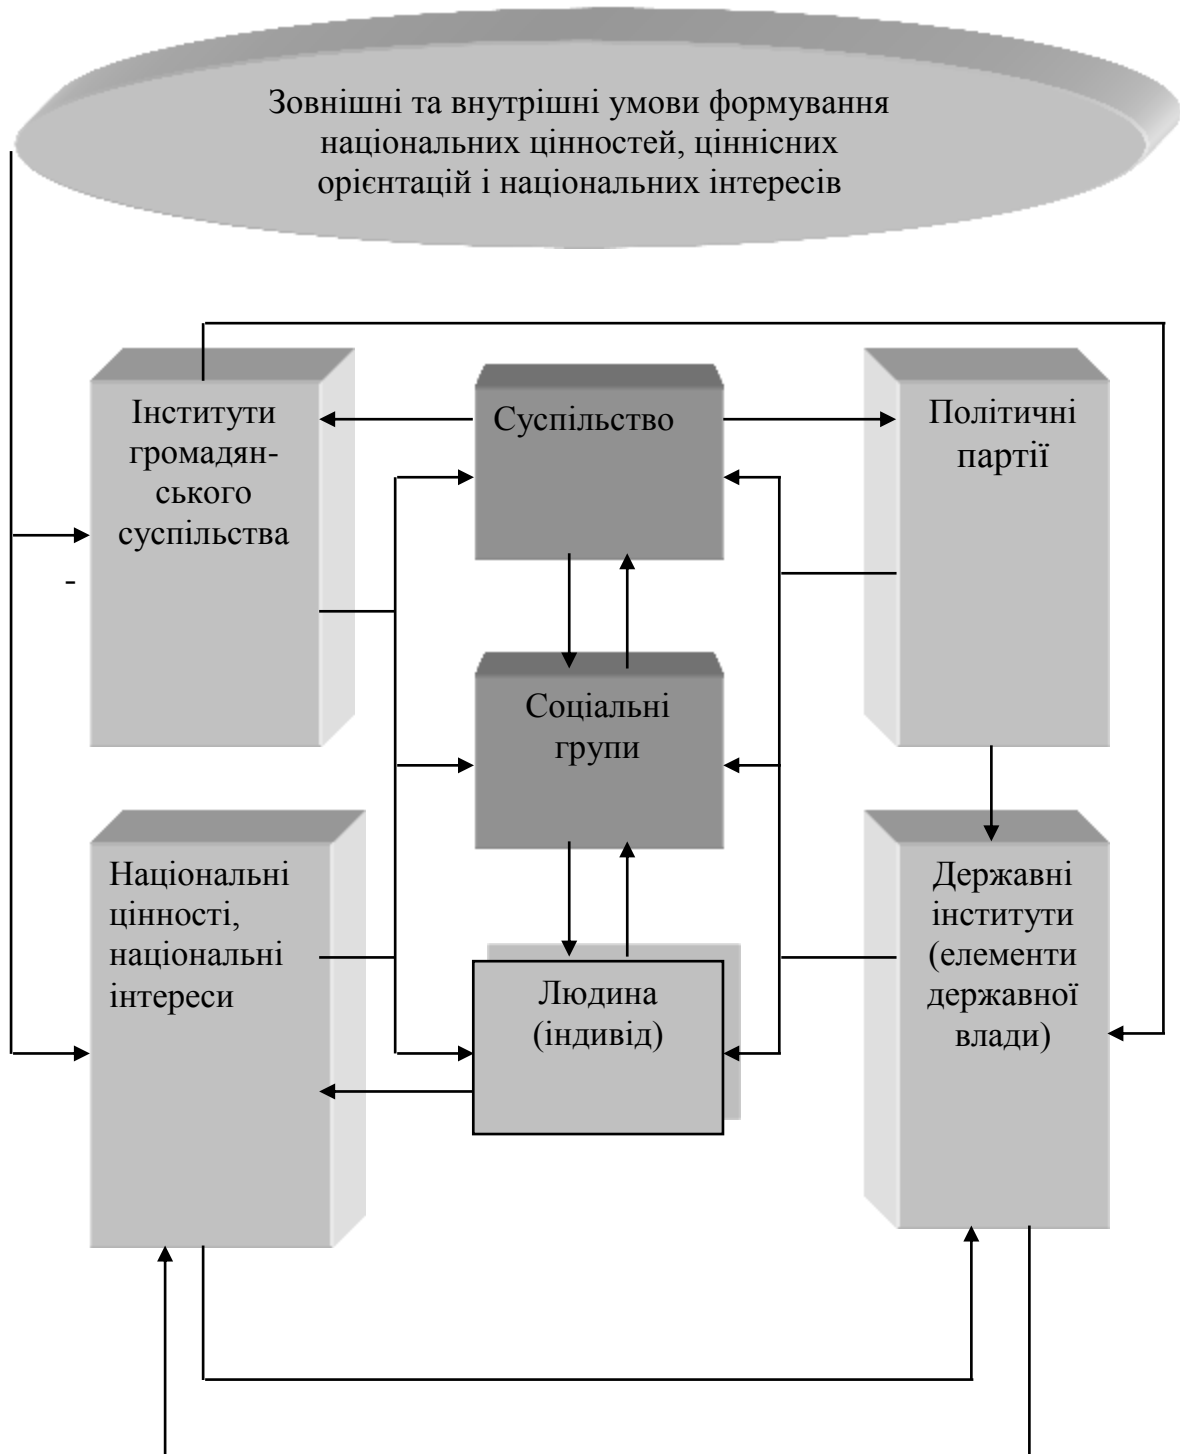 Зовнішні та внутрішні умови формування
національних цінностей, ціннісних
орієнтацій і національних інтересів
Інститути
громадян-
ського
суспільства
-
Суспільство
Політичні
партії
Соціальні
групи
Національні
цінності,
національні
інтереси
Людина
(індивід)
Державні
інститути
(елементи
державної
влади)